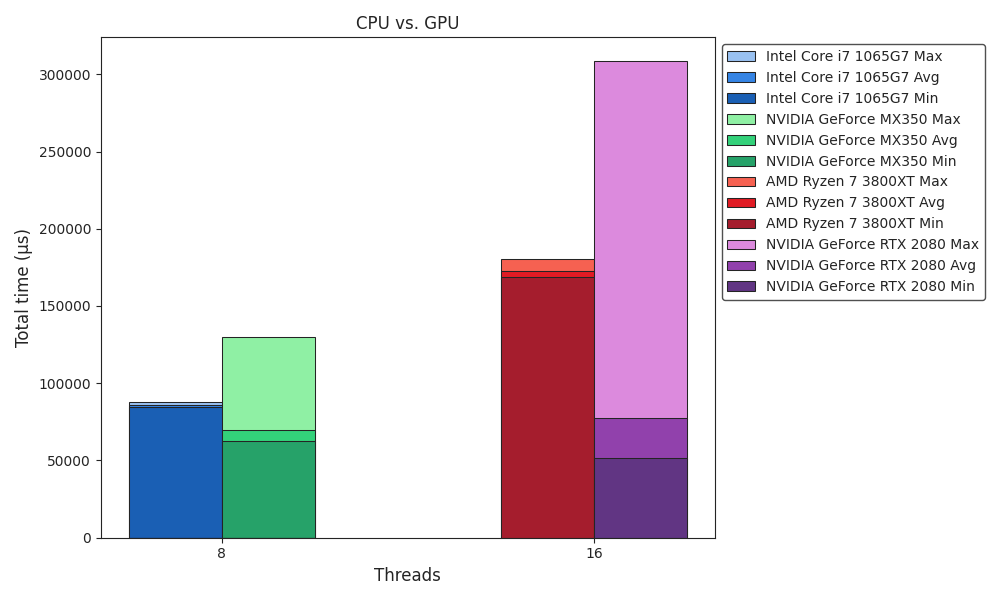 CPU vs. GPU
Total time (µs)
300000
250000
200000
150000
100000
50000
0
8
16
Threads
Intel Core i7 1065G7 Max
Intel Core i7 1065G7 Avg
Intel Core i7 1065G7 Min
NVIDIA GeForce MX350 Max
NVIDIA GeForce MX350 Avg
NVIDIA GeForce MX350 Min
AMD Ryzen 7 3800XT Max
AMD Ryzen 7 3800XT Avg
AMD Ryzen 7 3800XT Min
NVIDIA GeForce RTX 2080 Max
NVIDIA GeForce RTX 2080 Avg
NVIDIA GeForce RTX 2080 Min